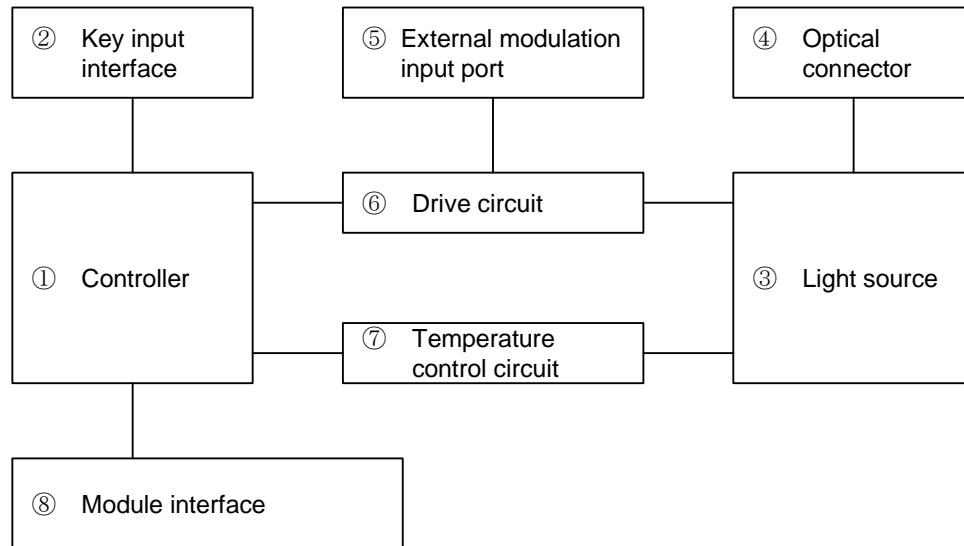 ② Key input
interface
⑤ External modulation
input port
④ Optical
connector
⑥ Drive circuit
① Controller
③ Light source
⑦ Temperature
control circuit
⑧ Module interface